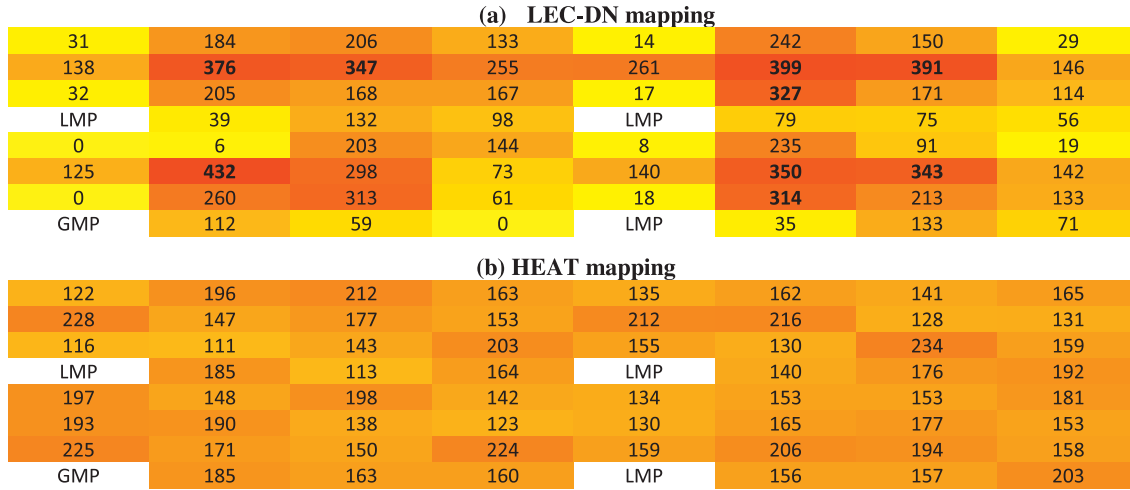 (a) LEC-DN mapping
31 184 206 133 14 242 150 29
138 376 347 255 261 399 391 146
32 205 168 167 17 327 171 114
LMP 39 132 98 LMP 79 75 56
0 6 203 144 8 235 91 19
125 432 298 73 140 350 343 142
0 260 313 61 18 314 213 133
GMP 112 59 0 LMP 35 133 71
(b) HEAT mapping
122 196 212 163 135 162 141 165
228 147 177 153 212 216 128 131
116 111 143 203 155 130 234 159
LMP 185 113 164 LMP 140 176 192
197 148 198 142 134 153 153 181
193 190 138 123 130 165 177 153
225 171 150 224 159 206 194 158
GMP 185 163 160 LMP 156 157 203